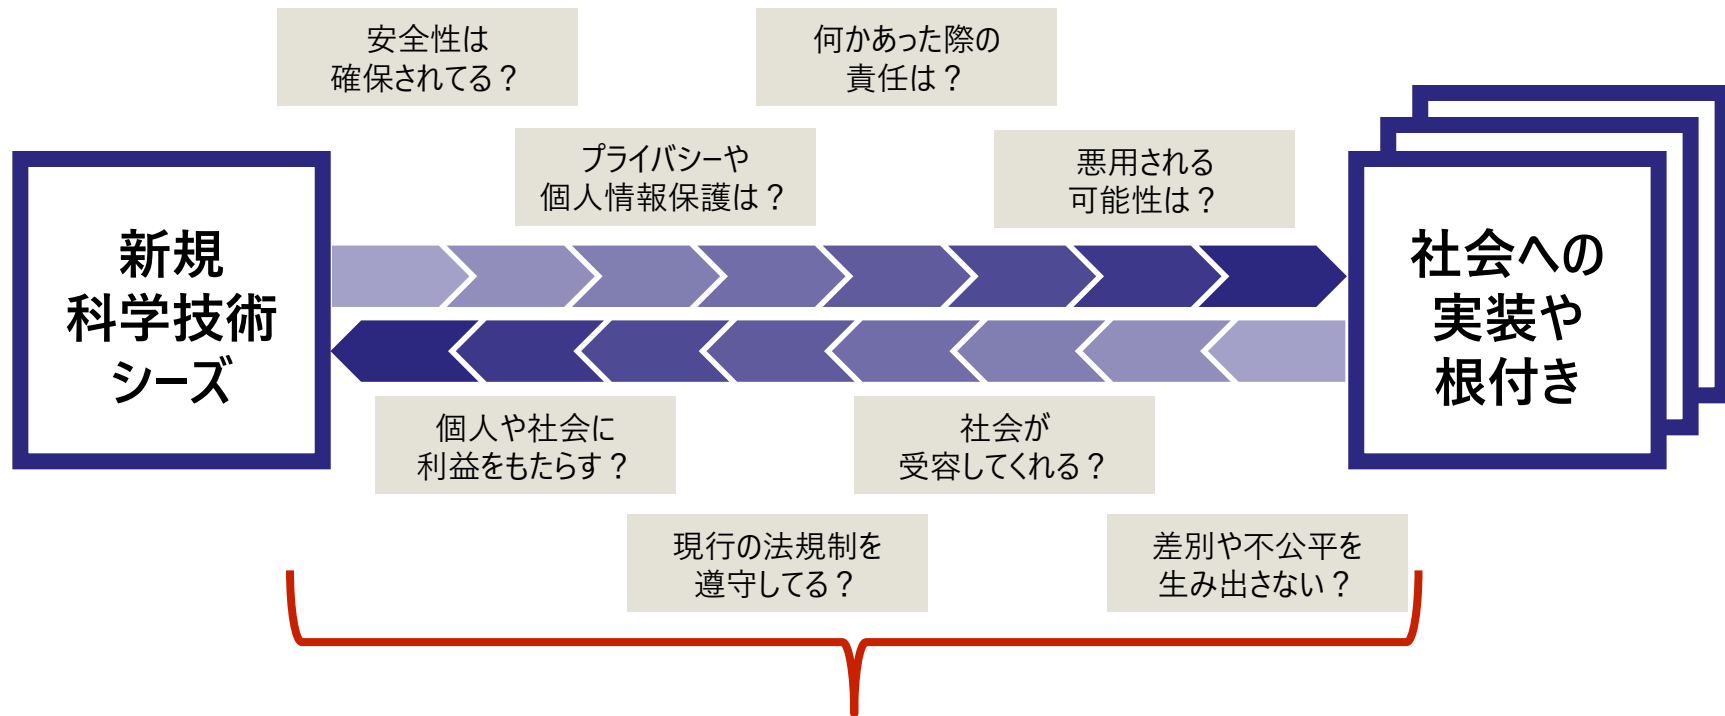 安全性は
確保されてる？
何かあった際の
責任は？
プライバシーや
個人情報保護は？
悪用される
可能性は？
新規
科学技術
シーズ
社会への
実装や
根付き
個人や社会に
利益をもたらす？
社会が
受容してくれる？
現行の法規制を
遵守してる？
差別や不公平を
生み出さない？